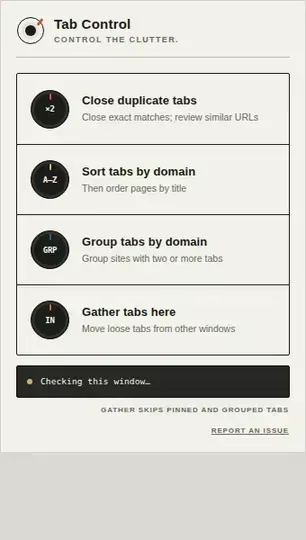 Tab Control
CONTROL THE CLUTTER.
×2
Close duplicate tabs
Close exact matches; review similar URLs
A—Z
Sort tabs by domain
Then order pages by title
GRP
Group tabs by domain
Group sites with two or more tabs
IN
Gather tabs here
Move loose tabs from other windows
Checking this window…
GATHER SKIPS PINNED AND GROUPED TABS
REPORT AN ISSUE